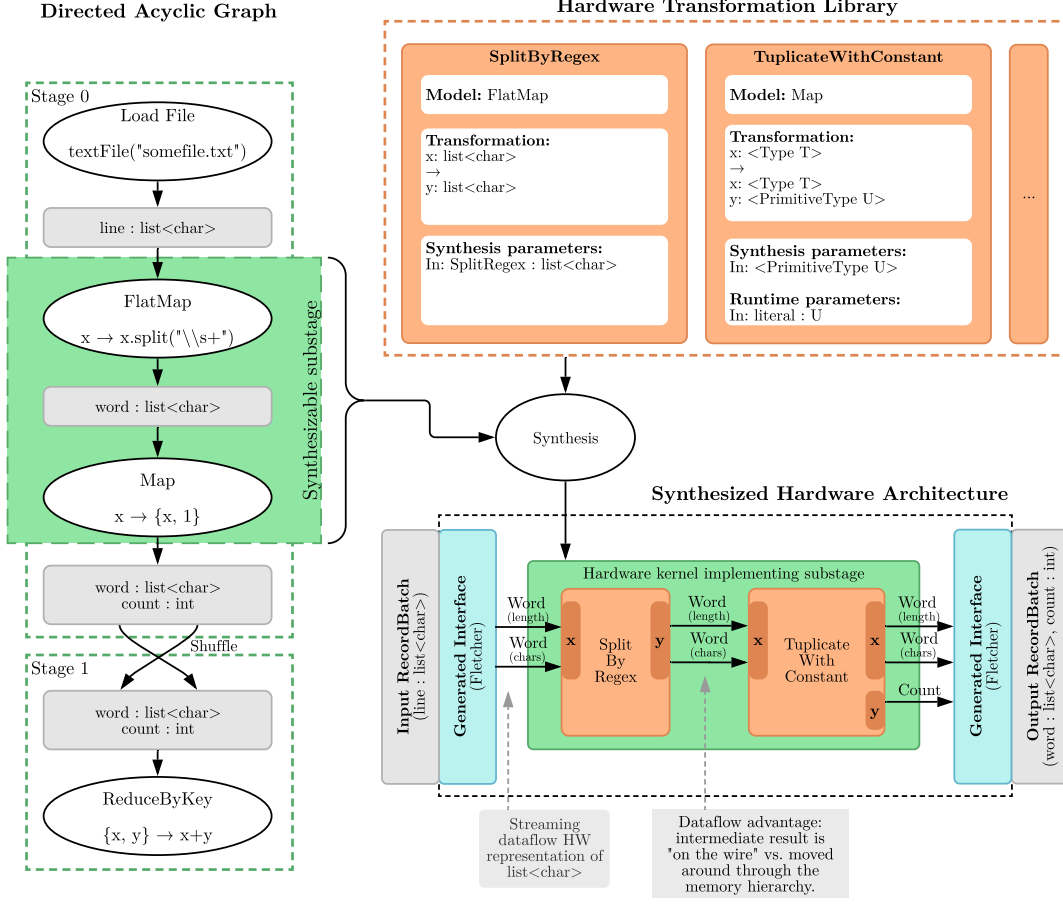 Directed Acyclic Graph
Stage 0
Load File
textFile("somefile.txt")
line : list<char>
FlatMap
x → x.split("\\s+")
word : list<char>
Map
x → {x, 1}
Synthesizable substage
word : list<char>
count : int
Shuffle
Stage 1
word : list<char>
count : int
ReduceByKey
{x, y} → x+y
Hardware Transformation Library
SplitByRegex
Model: FlatMap
Transformation:
x: list<char>
→
y: list<char>
Synthesis parameters:
In: SplitRegex : list<char>
TuplicateWithConstant
Model: Map
Transformation:
x: <Type T>
→
x: <Type T>
y: <PrimitiveType U>
Synthesis parameters:
In: <PrimitiveType U>
Runtime parameters:
In: literal : U
...
Synthesis
Synthesized Hardware Architecture
Input RecordBatch
(line : list<char>)
Generated Interface
(Fletcher)
Hardware kernel implementing substage
Word
(length)
Word
(chars)
x
Split
By
Regex
y
Word
(length)
Word
(chars)
x
Tuplicate
With
Constant
x
y
Word
(length)
Word
(chars)
Count
Generated Interface
(Fletcher)
Output RecordBatch
(word : list<char>, count : int)
Streaming
dataflow HW
representation of
list<char>
Dataflow advantage:
intermediate result is
"on the wire" vs. moved
around through the
memory hierarchy.